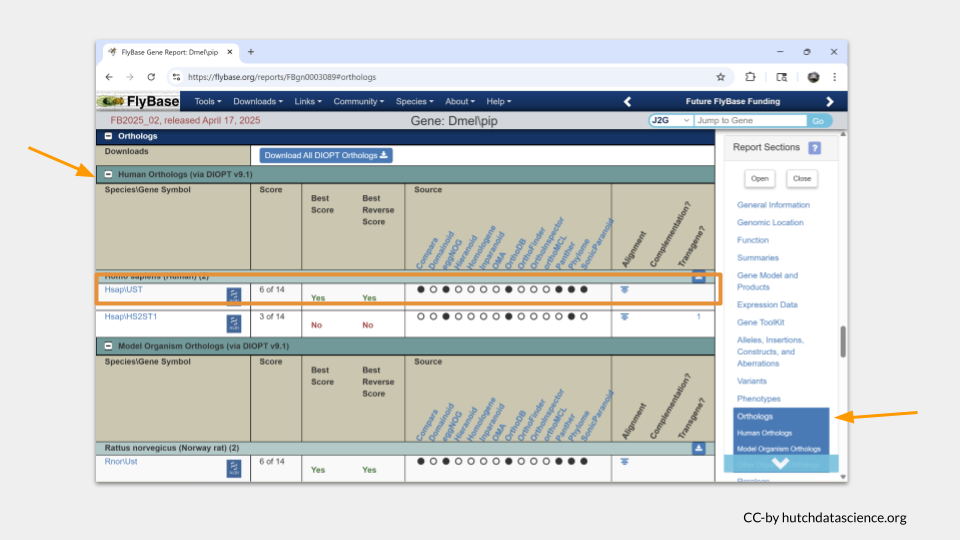 FlyBase Gene Report: Dmel\pip
https://flybase.org/reports/FBgn0003089#orthologs
FlyBase Tools Downloads Links Community Species About Help Future FlyBase Funding
FB2025_02, released April 17, 2025 Gene: Dmel\pip J2G Jump to Gene Go
Orthologs
Downloads Download All DIOPT Orthologs
Human Orthologs (via DIOPT v9.1)
Species\Gene Symbol Score Best Score Best Reverse Score Source
Compara Domainoid eggNOG Hieranoid Homologene Inparanoid OMA OrthoDB OrthoFinder OrthoInspector orthoMCL Panther Phylome SonicParanoid Alignment Complementation? Transgene?
Homo sapiens (Human) (2)
Hsap\UST 6 of 14 Yes Yes
Hsap\HS2ST1 3 of 14 No No 1
Model Organism Orthologs (via DIOPT v9.1)
Species\Gene Symbol Score Best Score Best Reverse Score Source
Compara Domainoid eggNOG Hieranoid Homologene Inparanoid OMA OrthoDB OrthoFinder OrthoInspector orthoMCL Panther Phylome SonicParanoid Alignment Complementation? Transgene?
Rattus norvegicus (Norway rat) (2)
Rnor\Ust 6 of 14 Yes Yes
Report Sections ?
Open Close
General Information
Genomic Location
Function
Summaries
Gene Model and
Products
Expression Data
Gene ToolKit
Alleles, Insertions,
Constructs, and
Aberrations
Variants
Phenotypes
Orthologs
Human Orthologs
Model Organism Orthologs
CC-by hutchdatascience.org